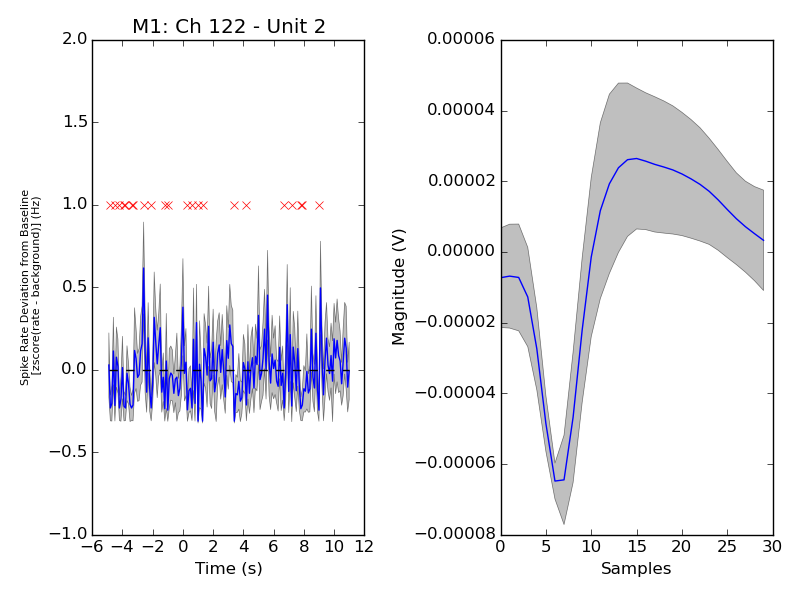 M1: Ch 122 - Unit 2
2.0
1.5
1.0
0.5
0.0
−0.5
−1.0
−6 −4 −2 0 2 4 6 8 10 12
Time (s)
Spike Rate Deviation from Baseline
[zscore(rate - background)] (Hz)
0.00006
0.00004
0.00002
0.00000
−0.00002
−0.00004
−0.00006
−0.00008
0 5 10 15 20 25 30
Samples
Magnitude (V)